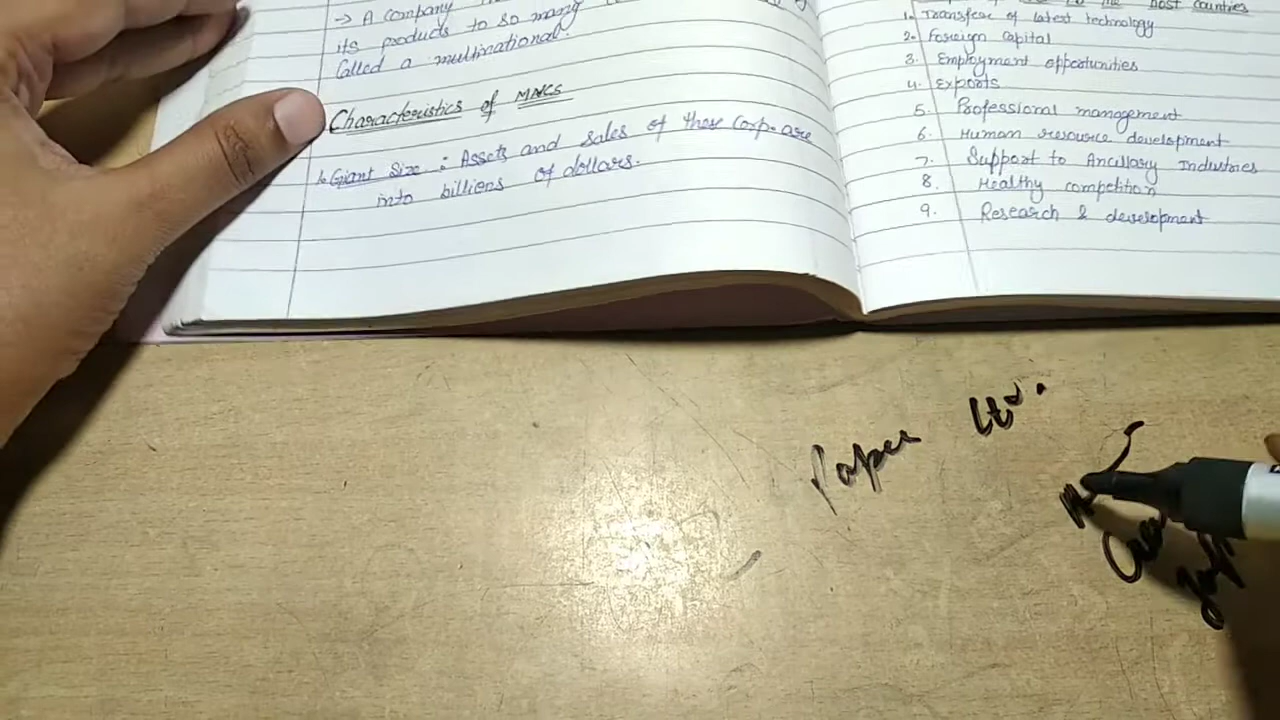 → A company
its products to so many
called a multinational.
Characteristics of MNCS
1. Giant Size : Assets and sales of these corp. are
into billions of dollars.
host countries
1. Transfer of latest technology
2. Foreign Capital
3. Employment opportunities
4. Exports
5. Professional management
6. Human resource development
7. Support to Ancillary Industries
8. Healthy competition
9. Research & development
Paper